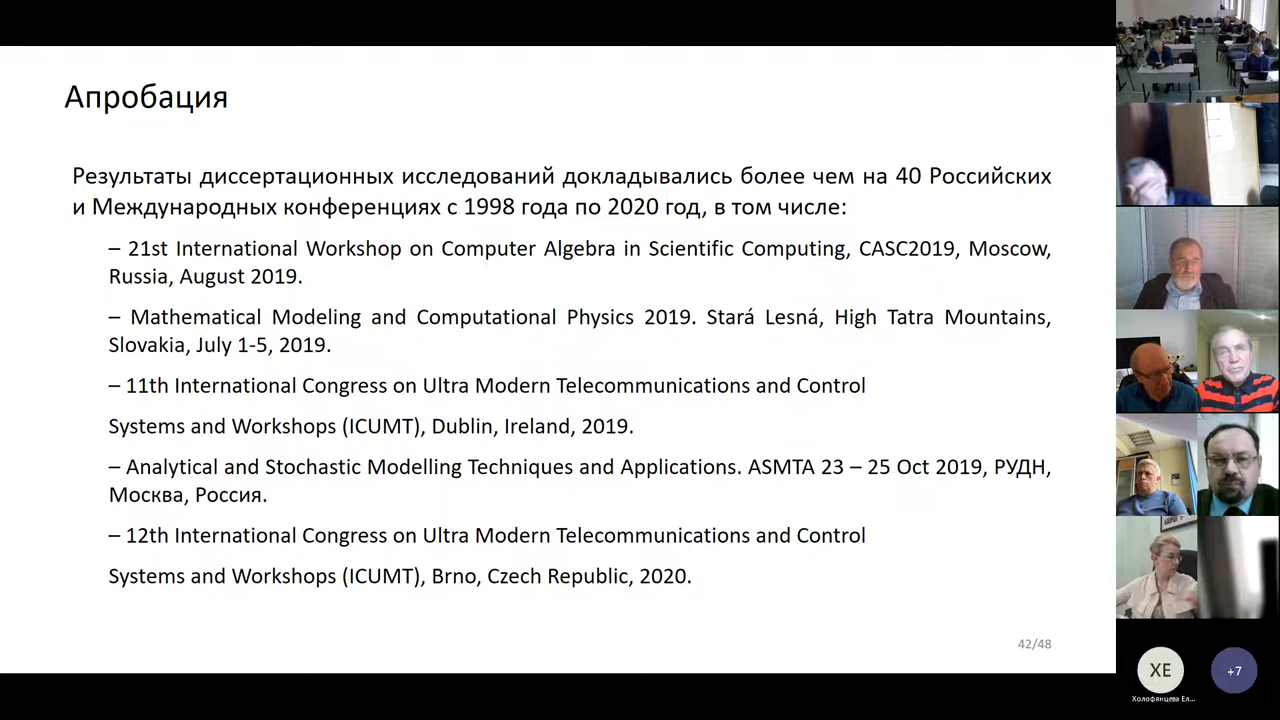 Апробация
Результаты диссертационных исследований докладывались более чем на 40 Российских
и Международных конференциях с 1998 года по 2020 год, в том числе:
– 21st International Workshop on Computer Algebra in Scientific Computing, CASC2019, Moscow,
Russia, August 2019.
– Mathematical Modeling and Computational Physics 2019. Stará Lesná, High Tatra Mountains,
Slovakia, July 1-5, 2019.
– 11th International Congress on Ultra Modern Telecommunications and Control
Systems and Workshops (ICUMT), Dublin, Ireland, 2019.
– Analytical and Stochastic Modelling Techniques and Applications. ASMTA 23 – 25 Oct 2019, РУДН,
Москва, Россия.
– 12th International Congress on Ultra Modern Telecommunications and Control
Systems and Workshops (ICUMT), Brno, Czech Republic, 2020.
42/48
ХЕ
+7
Холофянцева Ел...